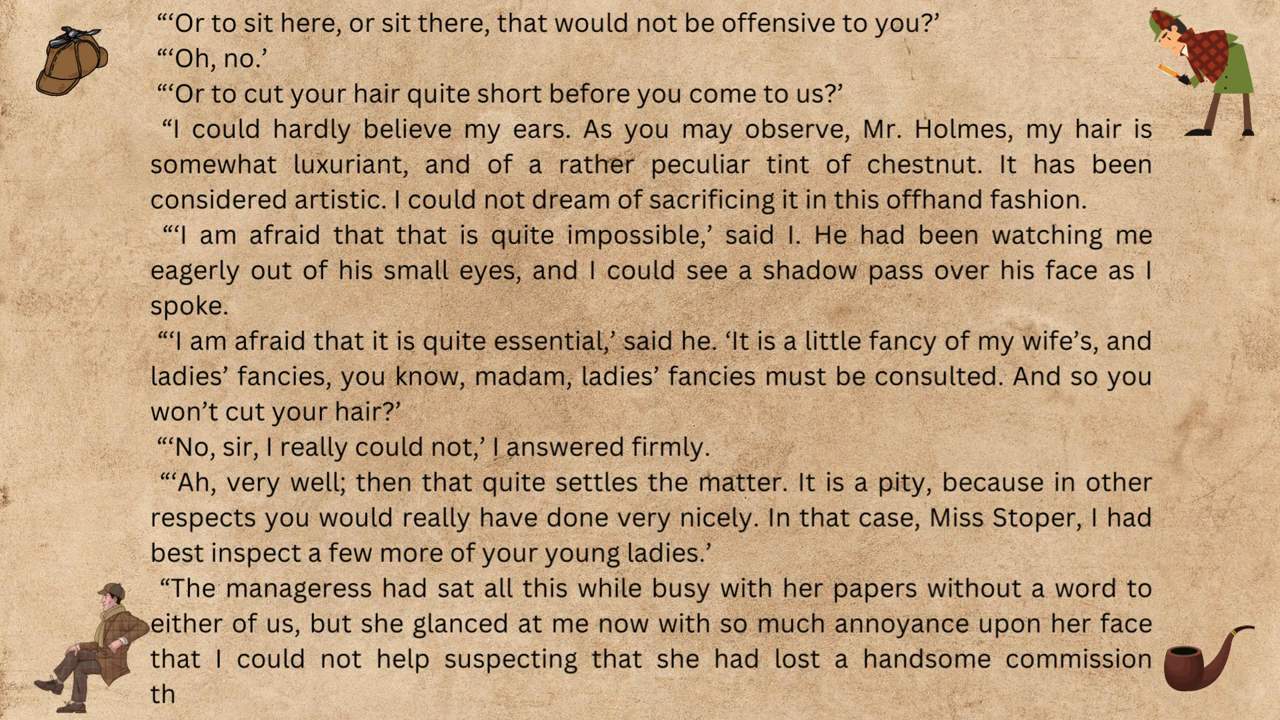 “‘Or to sit here, or sit there, that would not be offensive to you?’
“‘Oh, no.’
“‘Or to cut your hair quite short before you come to us?’
“I could hardly believe my ears. As you may observe, Mr. Holmes, my hair is
somewhat luxuriant, and of a rather peculiar tint of chestnut. It has been
considered artistic. I could not dream of sacrificing it in this offhand fashion.
“‘I am afraid that that is quite impossible,’ said I. He had been watching me
eagerly out of his small eyes, and I could see a shadow pass over his face as I
spoke.
“‘I am afraid that it is quite essential,’ said he. ‘It is a little fancy of my wife’s, and
ladies’ fancies, you know, madam, ladies’ fancies must be consulted. And so you
won’t cut your hair?’
“‘No, sir, I really could not,’ I answered firmly.
“‘Ah, very well; then that quite settles the matter. It is a pity, because in other
respects you would really have done very nicely. In that case, Miss Stoper, I had
best inspect a few more of your young ladies.’
“The manageress had sat all this while busy with her papers without a word to
either of us, but she glanced at me now with so much annoyance upon her face
that I could not help suspecting that she had lost a handsome commission
th